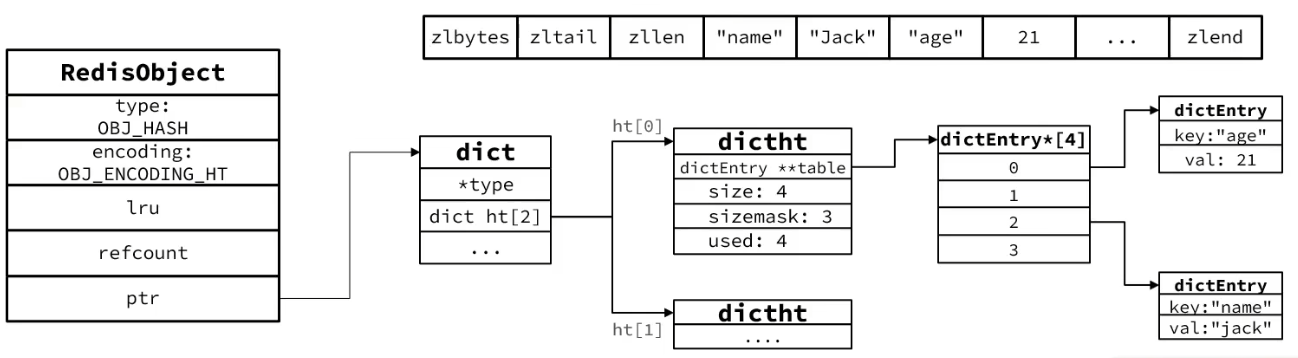 zlbytes zltail zllen "name" "Jack" "age" 21 ... zlend
RedisObject
type:
OBJ_HASH
encoding:
OBJ_ENCODING_HT
lru
refcount
ptr
dict
*type
dict ht[2]
...
ht[0]
dictht
dictEntry **table
size: 4
sizemask: 3
used: 4
ht[1]
dictht
....
dictEntry*[4]
0
1
2
3
dictEntry
key:"age"
val: 21
dictEntry
key:"name"
val:"jack"